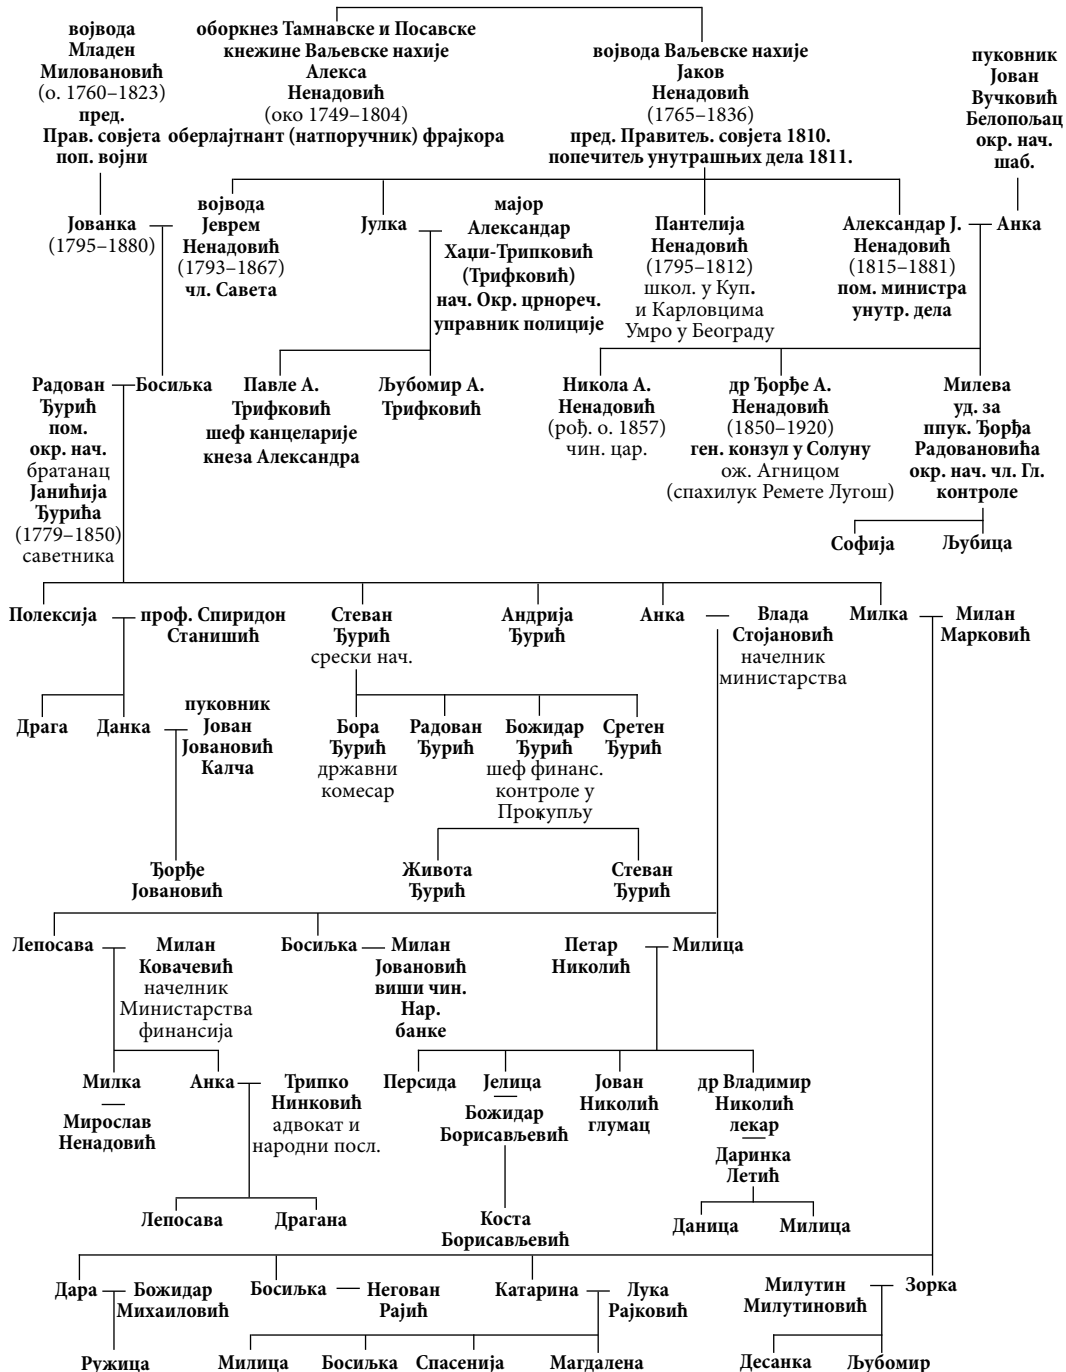 војвода
Младен
Миловановић
(о. 1760–1823)
пред.
Прав. совјета
поп. војни
оборкнез Тамнавске и Посавске
кнежине Ваљевске нахије
Алекса
Ненадовић
(око 1749–1804)
оберлајтнант (натпоручник) фрајкора
војвода Ваљевске нахије
Јаков
Ненадовић
(1765–1836)
пред. Правитељ. совјета 1810.
попечитељ унутрашњих дела 1811.
пуковник
Јован
Вучковић
Белопољац
окр. нач.
шаб.
Јованка
(1795–1880)
војвода
Јеврем
Ненадовић
(1793–1867)
чл. Савета
Јулка
мајор
Александар
Хаџи-Трипковић
(Трифковић)
нач. Окр. црнореч.
управник полиције
Пантелија
Ненадовић
(1795–1812)
школ. у Куп.
и Карловцима
Умро у Београду
Александар Ј.
Ненадовић
(1815–1881)
пом. министра
унутр. дела
Анка
Радован
Ђурић
пом.
окр. нач.
братанац
Јанићија
Ђурића
(1779–1850)
саветника
Босиљка
Павле А.
Трифковић
шеф канцеларије
кнеза Александра
Љубомир А.
Трифковић
Никола А.
Ненадовић
(рођ. о. 1857)
чин. цар.
др Ђорђе А.
Ненадовић
(1850–1920)
ген. конзул у Солуну
ож. Агницом
(спахилук Ремете Лугош)
Милева
уд. за
ппук. Ђорђа
Радовановића
окр. нач. чл. Гл.
контроле
Софија
Љубица
Полексија
проф. Спиридон
Станишић
Стеван
Ђурић
срески нач.
Андрија
Ђурић
Анка
Влада
Стојановић
начелник
министарства
Милка
Милан
Марковић
Драга
Данка
пуковник
Јован
Јовановић
Калча
Бора
Ђурић
државни
комесар
Радован
Ђурић
Божидар
Ђурић
шеф финанс.
контроле у
Прокупљу
Сретен
Ђурић
Ђорђе
Јовановић
Живота
Ђурић
Стеван
Ђурић
Лепосава
Милан
Ковачевић
начелник
Министарства
финансија
Босиљка
Милан
Јовановић
виши чин.
Нар.
банке
Петар
Николић
Милица
Милка
Мирослав
Ненадовић
Анка
Трипко
Нинковић
адвокат и
народни посл.
Персида
Јелица
Божидар
Борисављевић
Јован
Николић
глумац
др Владимир
Николић
лекар
Даринка
Летић
Лепосава
Драгана
Коста
Борисављевић
Даница
Милица
Дара
Божидар
Михаиловић
Босиљка
Негован
Рајић
Катарина
Лука
Рајковић
Милутин
Милутиновић
Зорка
Ружица
Милица
Босиљка
Спасенија
Магдалена
Десанка
Љубомир